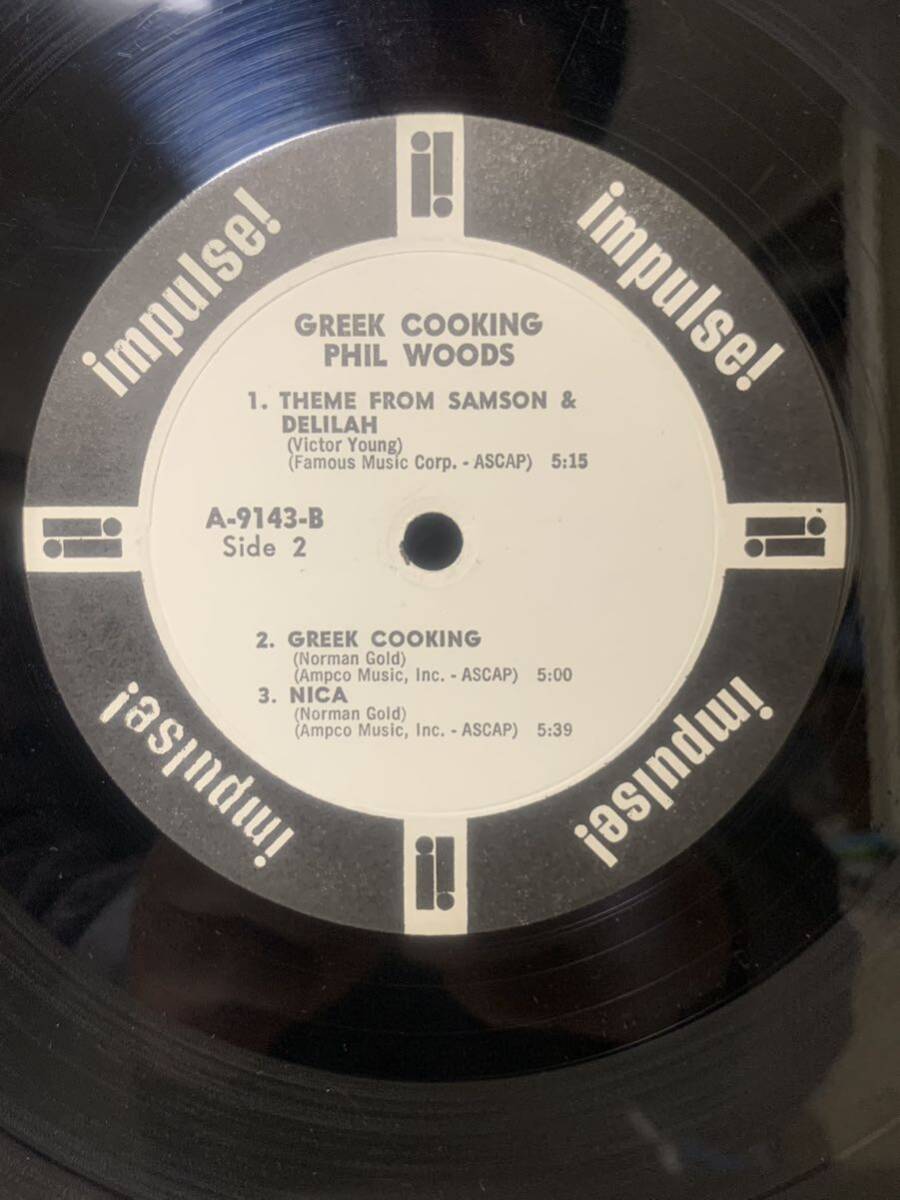 impulse!
impulse!
GREEK COOKING
PHIL WOODS
1. THEME FROM SAMSON &
DELILAH
(Victor Young)
(Famous Music Corp. - ASCAP) 5:15
A-9143-B
Side 2
2. GREEK COOKING
(Norman Gold)
(Ampco Music, Inc. - ASCAP) 5:00
3. NICA
(Norman Gold)
(Ampco Music, Inc. - ASCAP) 5:39
impulse!
impulse!